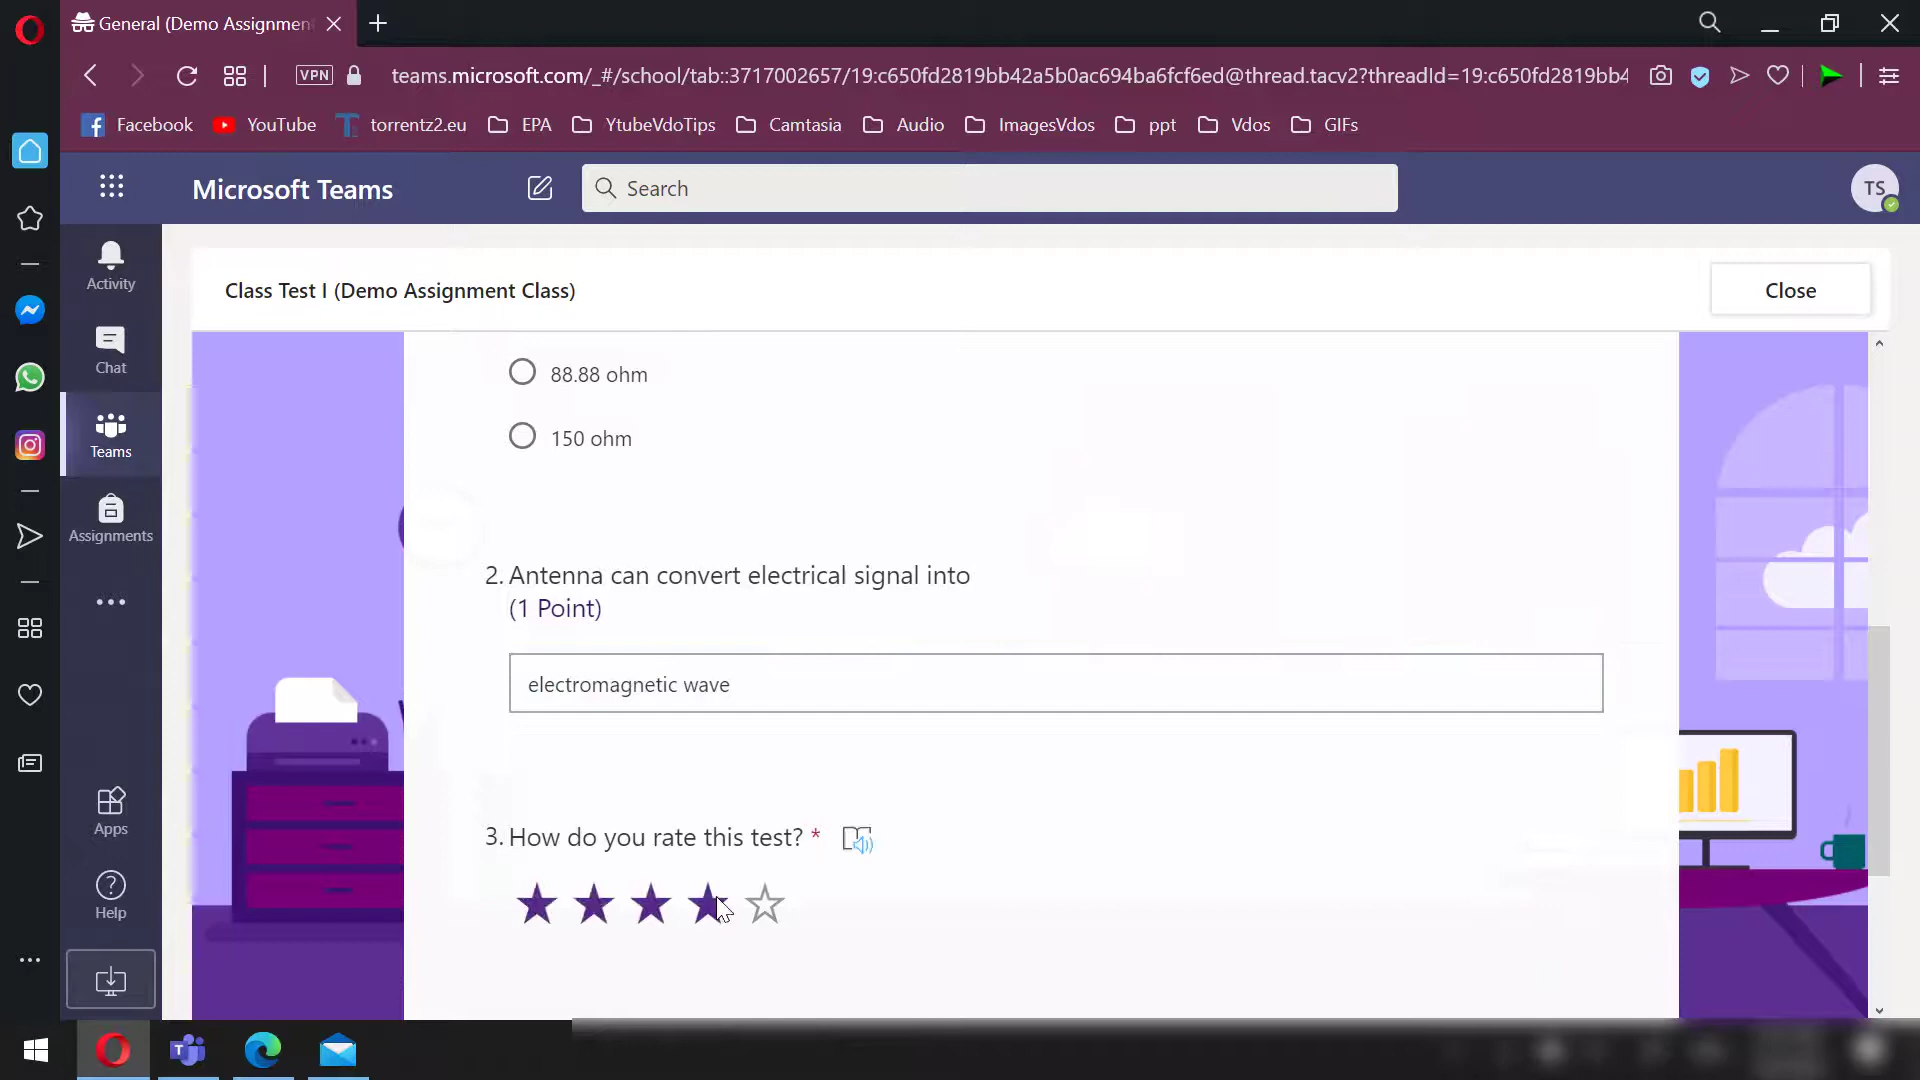 General (Demo Assignmen
VPN
teams.microsoft.com/_#/school/tab::3717002657/19:c650fd2819bb42a5b0ac694ba6fcf6ed@thread.tacv2?threadId=19:c650fd2819bb4
Facebook YouTube torrentz2.eu EPA YtubeVdoTips Camtasia Audio ImagesVdos ppt Vdos GIFs
Microsoft Teams
Search
TS
Activity
Chat
Teams
Assignments
Apps
Help
Class Test I (Demo Assignment Class)
Close
88.88 ohm
150 ohm
2. Antenna can convert electrical signal into
(1 Point)
electromagnetic wave
3. How do you rate this test? *